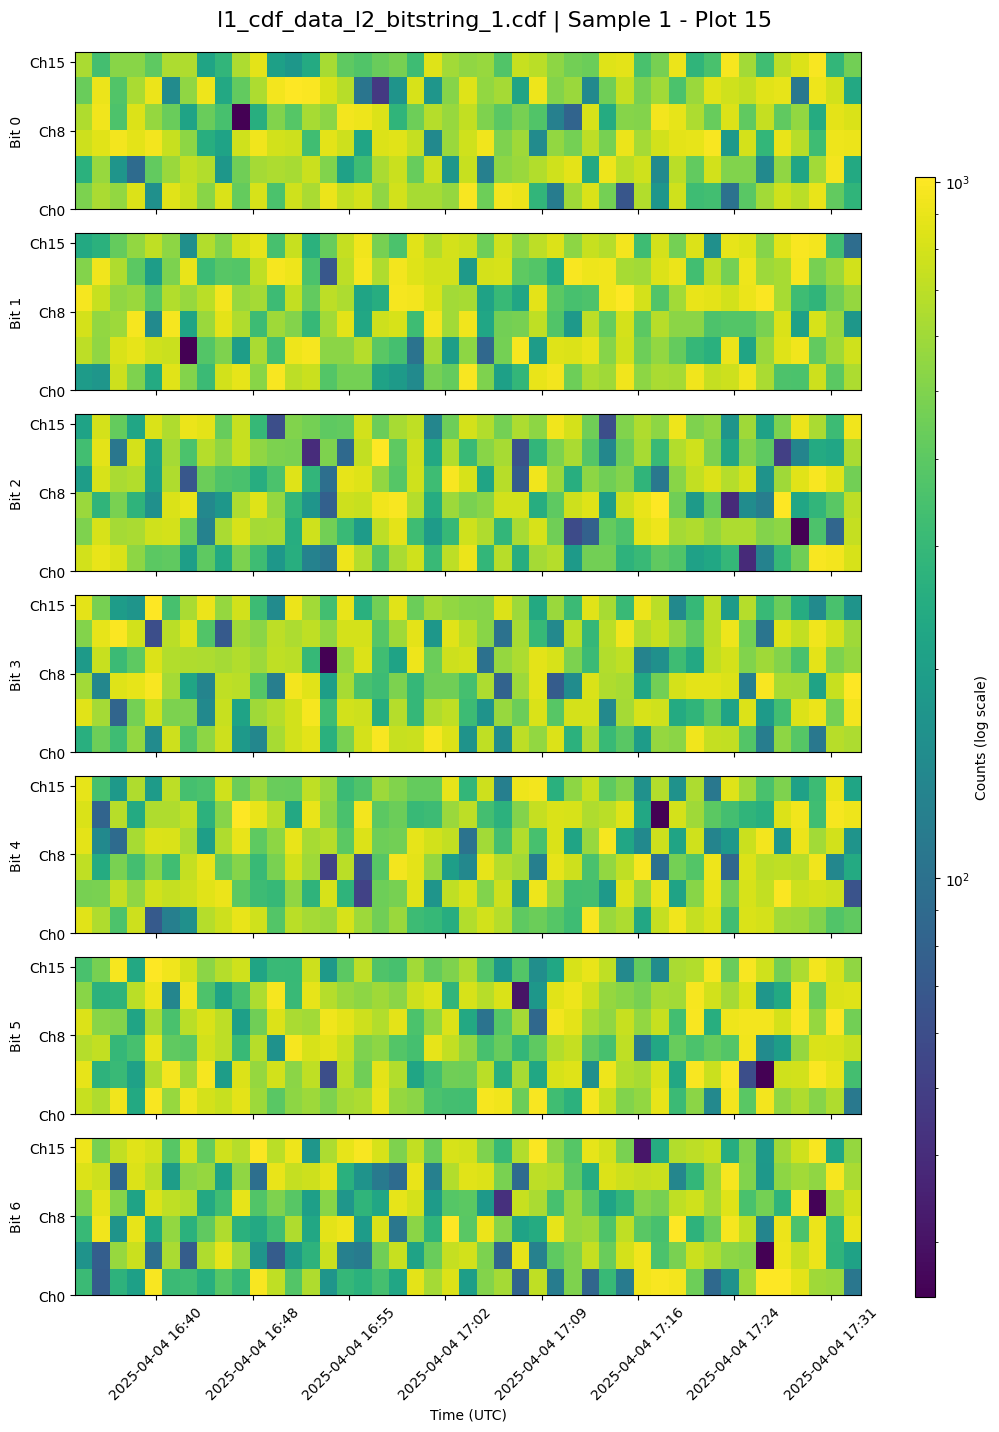 l1_cdf_data_l2_bitstring_1.cdf | Sample 1 - Plot 15
Ch15
Ch8
Ch0
Bit 0
Ch15
Ch8
Ch0
Bit 1
Ch15
Ch8
Ch0
Bit 2
Ch15
Ch8
Ch0
Bit 3
Ch15
Ch8
Ch0
Bit 4
Ch15
Ch8
Ch0
Bit 5
Ch15
Ch8
Ch0
Bit 6
2025-04-04 16:40
2025-04-04 16:48
2025-04-04 16:55
2025-04-04 17:02
2025-04-04 17:09
2025-04-04 17:16
2025-04-04 17:24
2025-04-04 17:31
Time (UTC)
10³
10²
Counts (log scale)